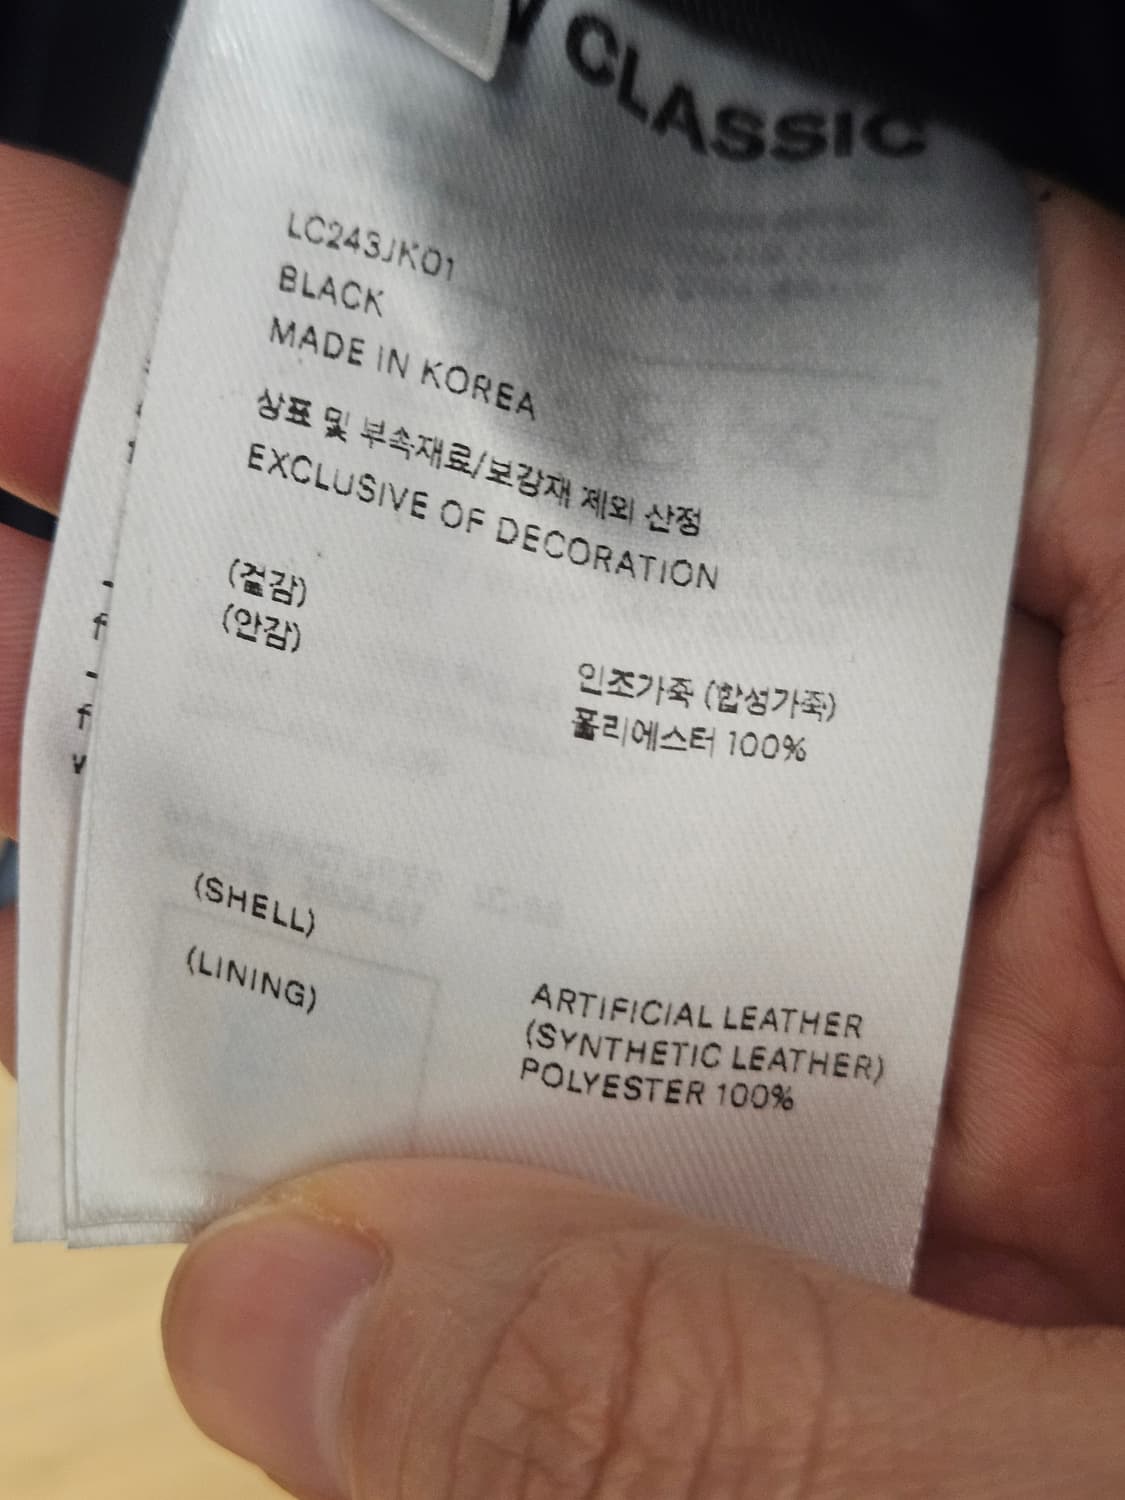 CLASSIC
LC243JK01
BLACK
MADE IN KOREA
상표 및 부속재료/보강재 제외 산정
EXCLUSIVE OF DECORATION
(겉감)
(안감)
인조가죽 (합성가죽)
폴리에스터 100%
(SHELL)
(LINING)
ARTIFICIAL LEATHER
(SYNTHETIC LEATHER)
POLYESTER 100%